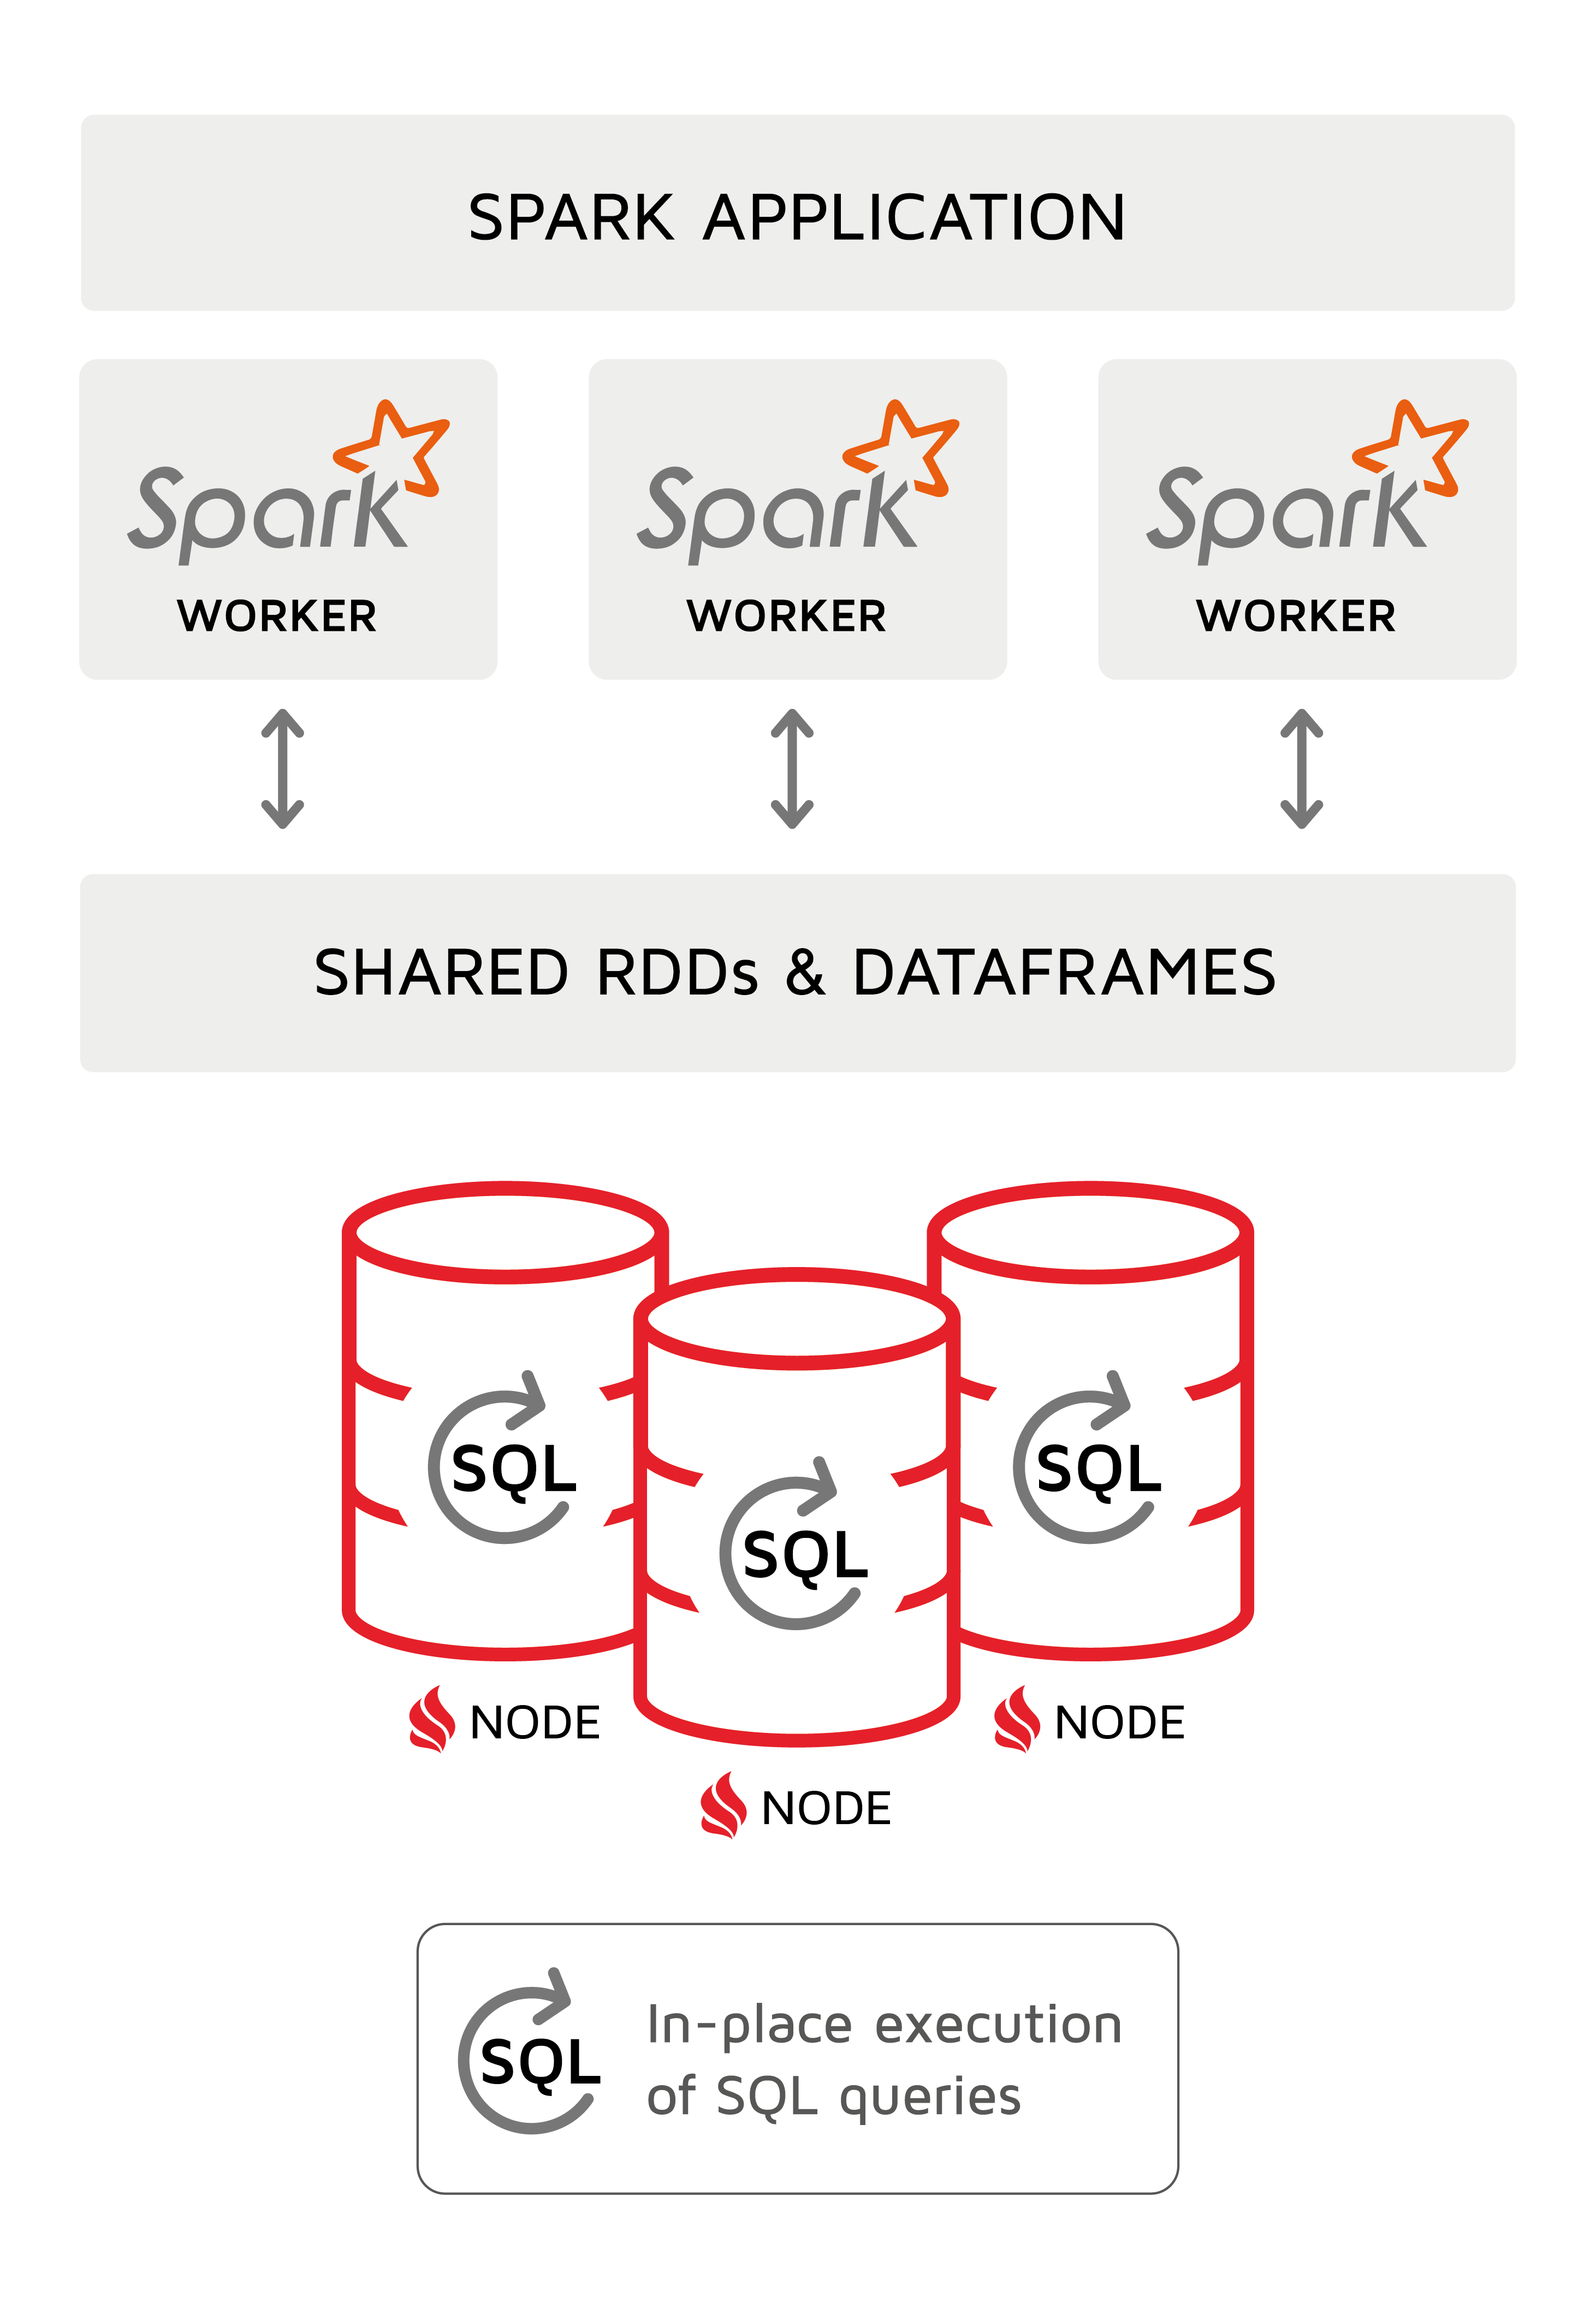 SPARK APPLICATION
Spark Spark Spark
WORKER WORKER WORKER
SHARED RDDs & DATAFRAMES
SQL SQL
SQL
NODE NODE
NODE
SQL
In-place execution
of SQL queries